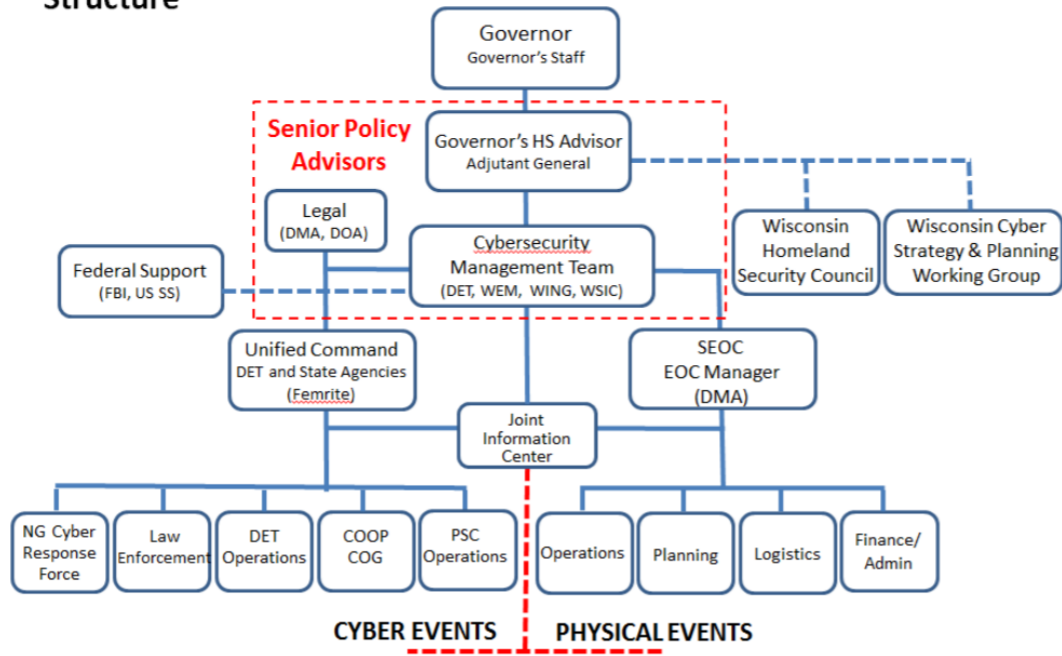 Structure
Governor
Governor's Staff
Senior Policy
Advisors
Governor's HS Advisor
Adjutant General
Legal
(DMA, DOA)
Cybersecurity
Management Team
(DET, WEM, WING, WSIC)
Wisconsin
Homeland
Security Council
Wisconsin Cyber
Strategy & Planning
Working Group
Federal Support
(FBI, US SS)
Unified Command
DET and State Agencies
(Femrite)
SEOC
EOC Manager
(DMA)
Joint
Information
Center
NG Cyber
Response
Force
Law
Enforcement
DET
Operations
COOP
COG
PSC
Operations
Operations
Planning
Logistics
Finance/
Admin
CYBER EVENTS
PHYSICAL EVENTS